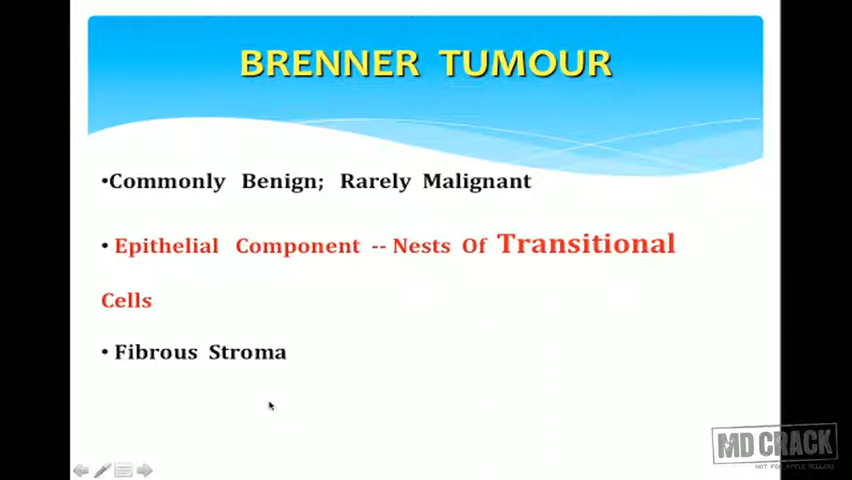 BRENNER TUMOUR
•Commonly Benign; Rarely Malignant
• Epithelial Component -- Nests Of Transitional
Cells
• Fibrous Stroma
MD CRACK